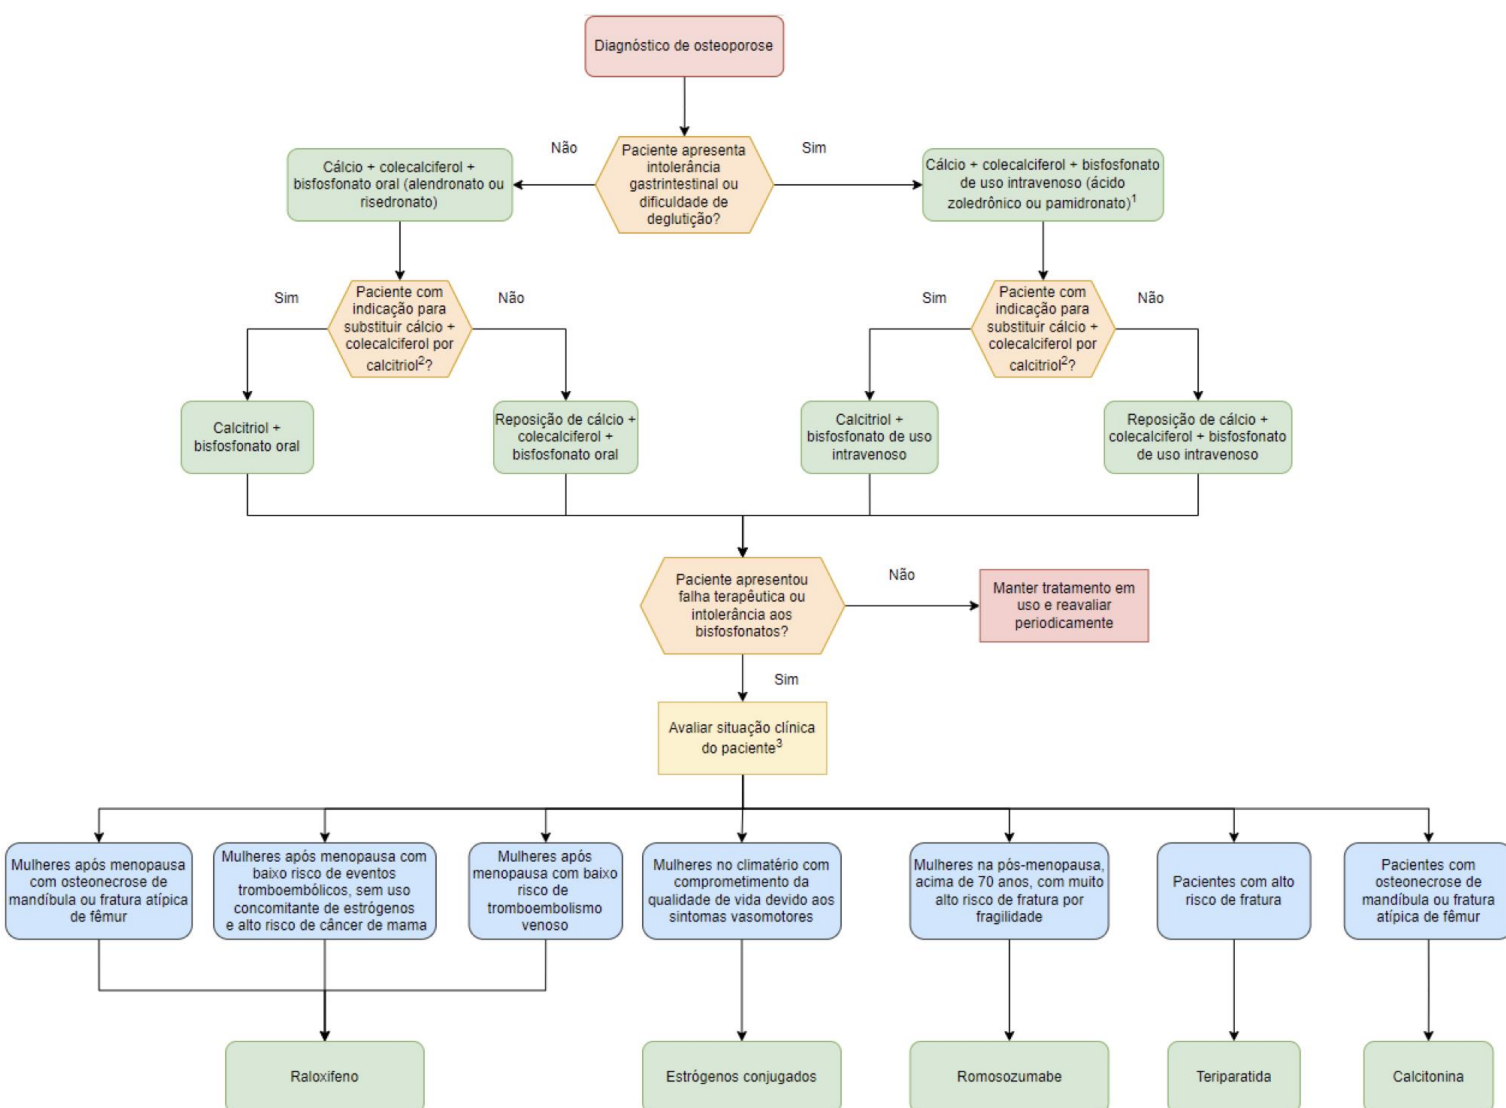 Diagnóstico de osteoporose
Não
Paciente apresenta
intolerância
gastrintestinal ou
dificuldade de
deglutição?
Sim
Cálcio + colecalciferol +
bisfosfonato oral (alendronato ou
risedronato)
Cálcio + colecalciferol + bisfosfonato
de uso intravenoso (ácido
zoledrônico ou pamidronato)1
Sim
Paciente com
indicação para
substituir cálcio +
colecalciferol por
calcitriol2?
Não
Sim
Paciente com
indicação para
substituir cálcio +
colecalciferol por
calcitriol2?
Não
Calcitriol +
bisfosfonato oral
Reposição de cálcio +
colecalciferol +
bisfosfonato oral
Calcitriol +
bisfosfonato de uso
intravenoso
Reposição de cálcio +
colecalciferol + bisfosfonato
de uso intravenoso
Paciente apresentou
falha terapêutica ou
intolerância aos
bisfosfonatos?
Não
Manter tratamento em
uso e reavaliar
periodicamente
Sim
Avaliar situação clínica
do paciente3
Mulheres após menopausa
com osteonecrose de
mandíbula ou fratura atípica
de fêmur
Mulheres após menopausa com
baixo risco de eventos
tromboembólicos, sem uso
concomitante de estrógenos
e alto risco de câncer de mama
Mulheres após
menopausa com baixo
risco de
tromboembolismo
venoso
Mulheres no climatério com
comprometimento da
qualidade de vida devido aos
sintomas vasomotores
Mulheres na pós-menopausa,
acima de 70 anos, com muito
alto risco de fratura por
fragilidade
Pacientes com alto
risco de fratura
Pacientes com
osteonecrose de
mandíbula ou fratura
atípica de fêmur
Raloxifeno
Estrógenos conjugados
Romosozumabe
Teriparatida
Calcitonina